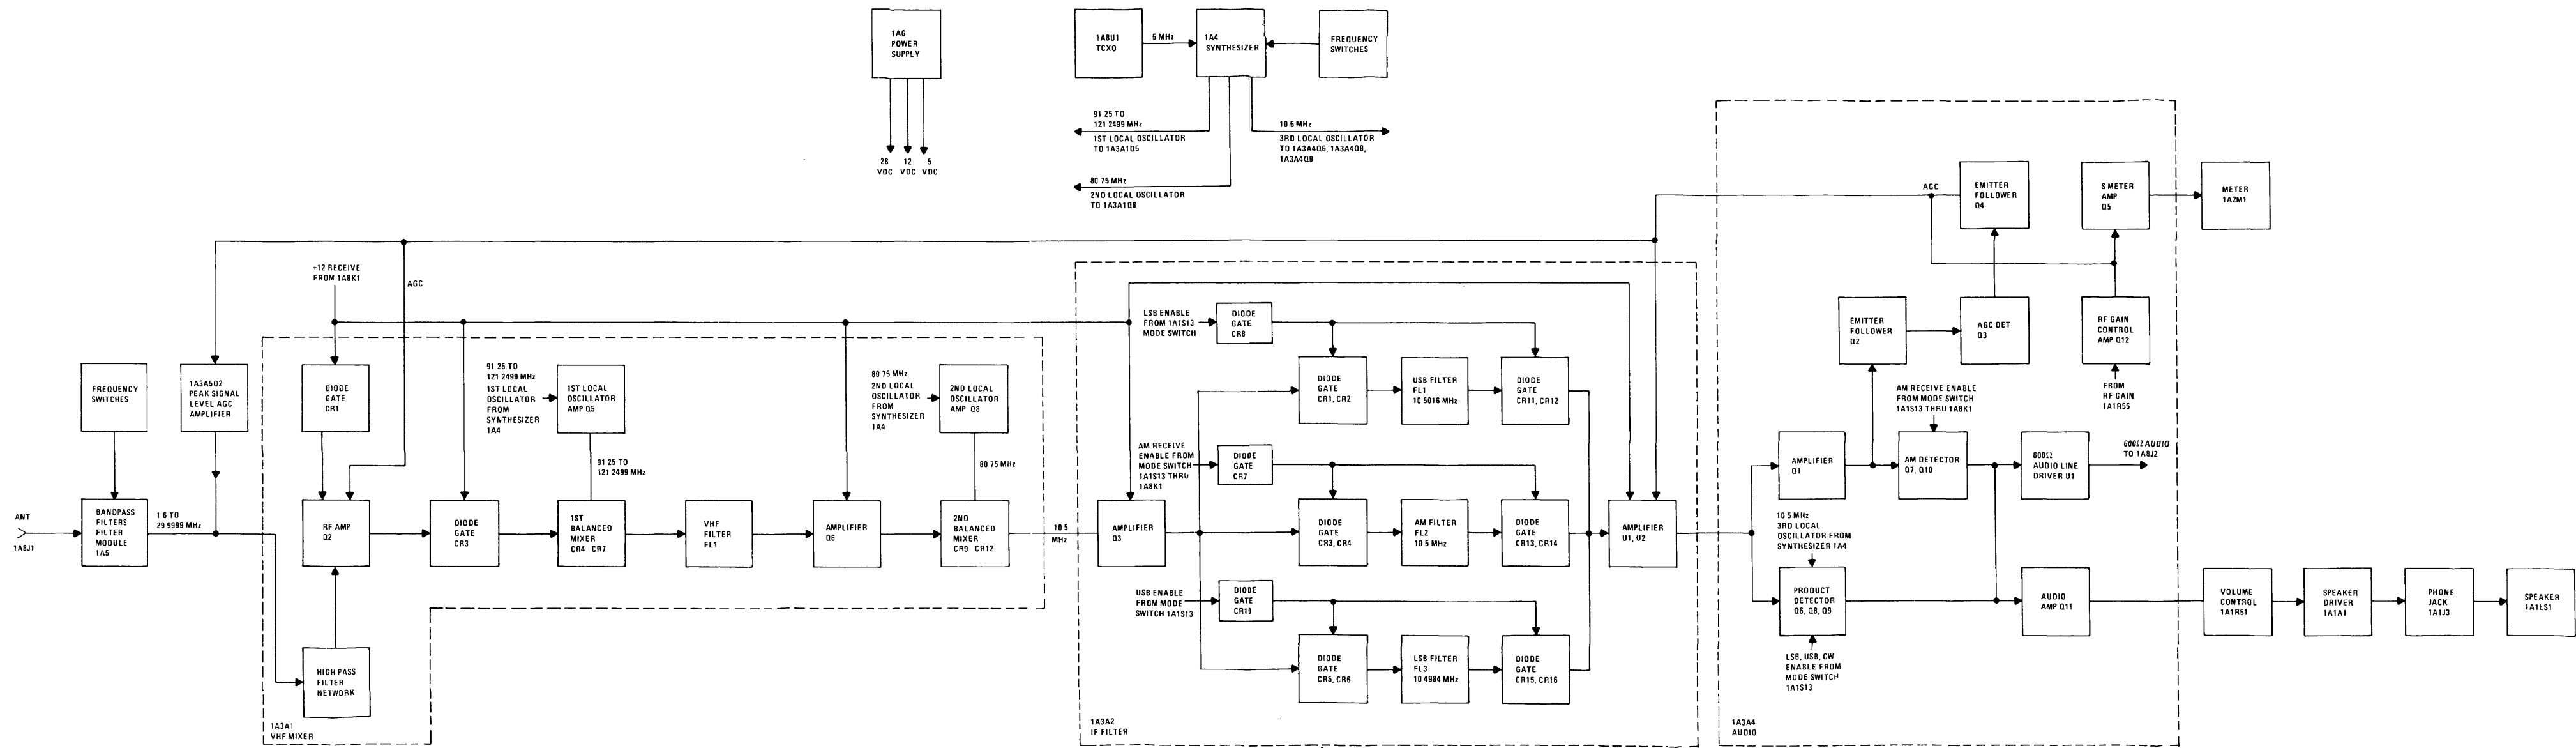 1A6
POWER
SUPPLY
28
VDC
12
VDC
5
VDC
1A8U1
TCXO
5 MHz
1A4
SYNTHESIZER
FREQUENCY
SWITCHES
91 25 TO
121 2499 MHz
1ST LOCAL OSCILLATOR
TO 1A3A1Q5
80 75 MHz
2ND LOCAL OSCILLATOR
TO 1A3A1Q8
10 5 MHz
3RD LOCAL OSCILLATOR
TO 1A3A4Q6, 1A3A4Q8,
1A3A4Q9
ANT
1A8J1
FREQUENCY
SWITCHES
BANDPASS
FILTERS
FILTER
MODULE
1A5
1 6 TO
29 9999 MHz
1A3A5Q2
PEAK SIGNAL
LEVEL AGC
AMPLIFIER
+12 RECEIVE
FROM 1A8K1
AGC
DIODE
GATE
CR1
RF AMP
Q2
HIGH PASS
FILTER
NETWORK
1A3A1
VHF MIXER
DIODE
GATE
CR3
91 25 TO
121 2499 MHz
1ST LOCAL
OSCILLATOR
FROM
SYNTHESIZER
1A4
1ST LOCAL
OSCILLATOR
AMP Q5
91 25 TO
121 2499 MHz
1ST
BALANCED
MIXER
CR4 CR7
VHF
FILTER
FL1
AMPLIFIER
Q6
80 75 MHz
2ND LOCAL
OSCILLATOR
FROM
SYNTHESIZER
1A4
2ND LOCAL
OSCILLATOR
AMP Q8
80 75 MHz
2ND
BALANCED
MIXER
CR9 CR12
10 5
MHz
AMPLIFIER
Q3
LSB ENABLE
FROM 1A1S13
MODE SWITCH
DIODE
GATE
CR8
DIODE
GATE
CR1, CR2
USB FILTER
FL1
10 5016 MHz
DIODE
GATE
CR11, CR12
AM RECEIVE
ENABLE FROM
MODE SWITCH
1A1S13 THRU
1A8K1
DIODE
GATE
CR7
DIODE
GATE
CR3, CR4
AM FILTER
FL2
10 5 MHz
DIODE
GATE
CR13, CR14
USB ENABLE
FROM MODE
SWITCH 1A1S13
DIODE
GATE
CR10
DIODE
GATE
CR5, CR6
LSB FILTER
FL3
10 4984 MHz
DIODE
GATE
CR15, CR16
AMPLIFIER
U1, U2
1A3A2
IF FILTER
AGC
EMITTER
FOLLOWER
Q4
S METER
AMP
Q5
METER
1A2M1
EMITTER
FOLLOWER
Q2
AGC DET
Q3
RF GAIN
CONTROL
AMP Q12
FROM
RF GAIN
1A1R55
AM RECEIVE ENABLE
FROM MODE SWITCH
1A1S13 THRU 1A8K1
AMPLIFIER
Q1
AM DETECTOR
Q7, Q10
600Ω
AUDIO LINE
DRIVER U1
600Ω AUDIO
TO 1A8J2
10 5 MHz
3RD LOCAL
OSCILLATOR FROM
SYNTHESIZER 1A4
PRODUCT
DETECTOR
Q6, Q8, Q9
LSB, USB, CW
ENABLE FROM
MODE SWITCH
1A1S13
AUDIO
AMP Q11
1A3A4
AUDIO
VOLUME
CONTROL
1A1R51
SPEAKER
DRIVER
1A1A1
PHONE
JACK
1A1J3
SPEAKER
1A1LS1